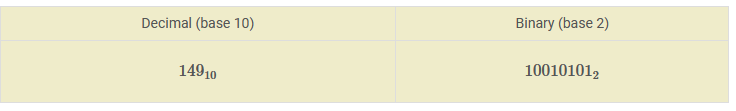 Decimal (base 10) Binary (base 2)
149₁₀ 10010101₂